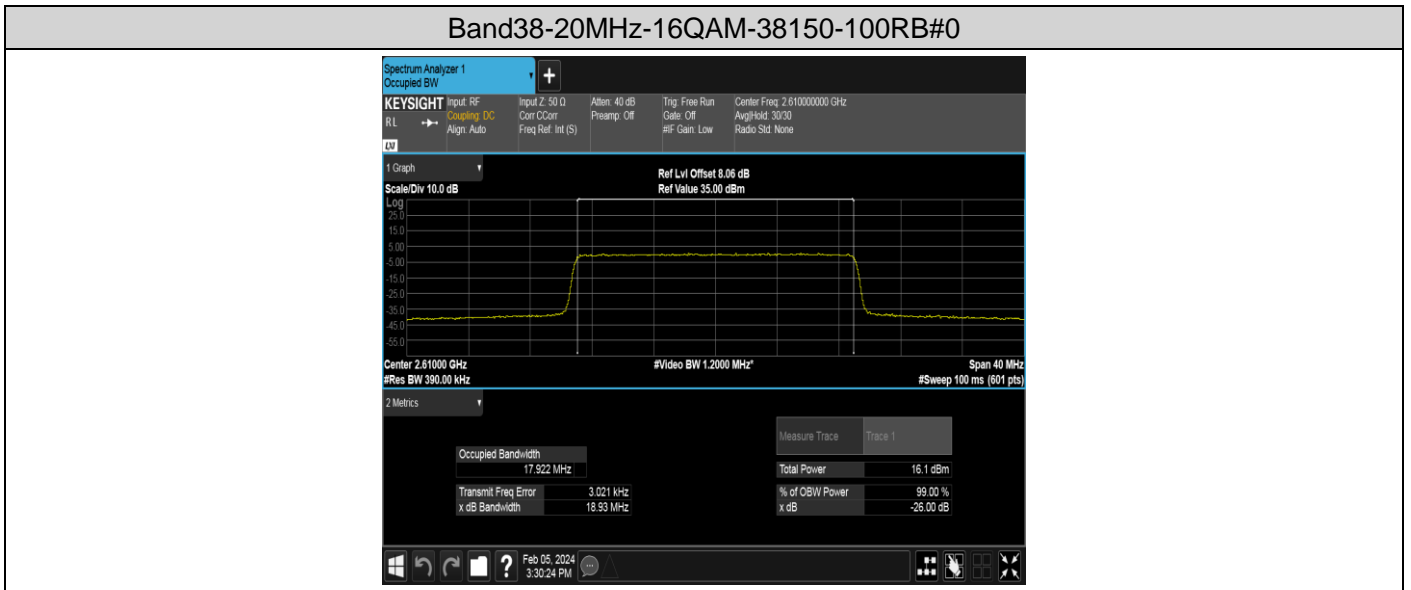 Band38-20MHz-16QAM-38150-100RB#0
Spectrum Analyzer 1
Occupied BW
+
KEYSIGHT Input: RF Input Z: 50 Ω Atten: 40 dB Trig: Free Run Center Freq: 2.610000000 GHz
RL Coupling: DC Corr CCorr Preamp: Off Gate: Off Avg|Hold: 30/30
Align: Auto Freq Ref: Int (S) #IF Gain: Low Radio Std: None
LXI
1 Graph
Ref Lvl Offset 8.06 dB
Scale/Div 10.0 dB Ref Value 35.00 dBm
Log
25.0
15.0
5.00
-5.00
-15.0
-25.0
-35.0
-45.0
-55.0
Center 2.61000 GHz #Video BW 1.2000 MHz* Span 40 MHz
#Res BW 390.00 kHz #Sweep 100 ms (601 pts)
2 Metrics
Measure Trace Trace 1
Occupied Bandwidth
17.922 MHz Total Power 16.1 dBm
Transmit Freq Error 3.021 kHz % of OBW Power 99.00 %
x dB Bandwidth 18.93 MHz x dB -26.00 dB
? Feb 05, 2024
3:30:24 PM